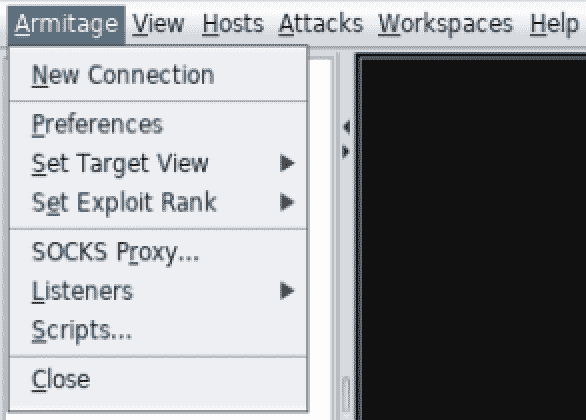 Armitage View Hosts Attacks Workspaces Help
New Connection
Preferences
Set Target View
Set Exploit Rank
SOCKS Proxy...
Listeners
Scripts...
Close